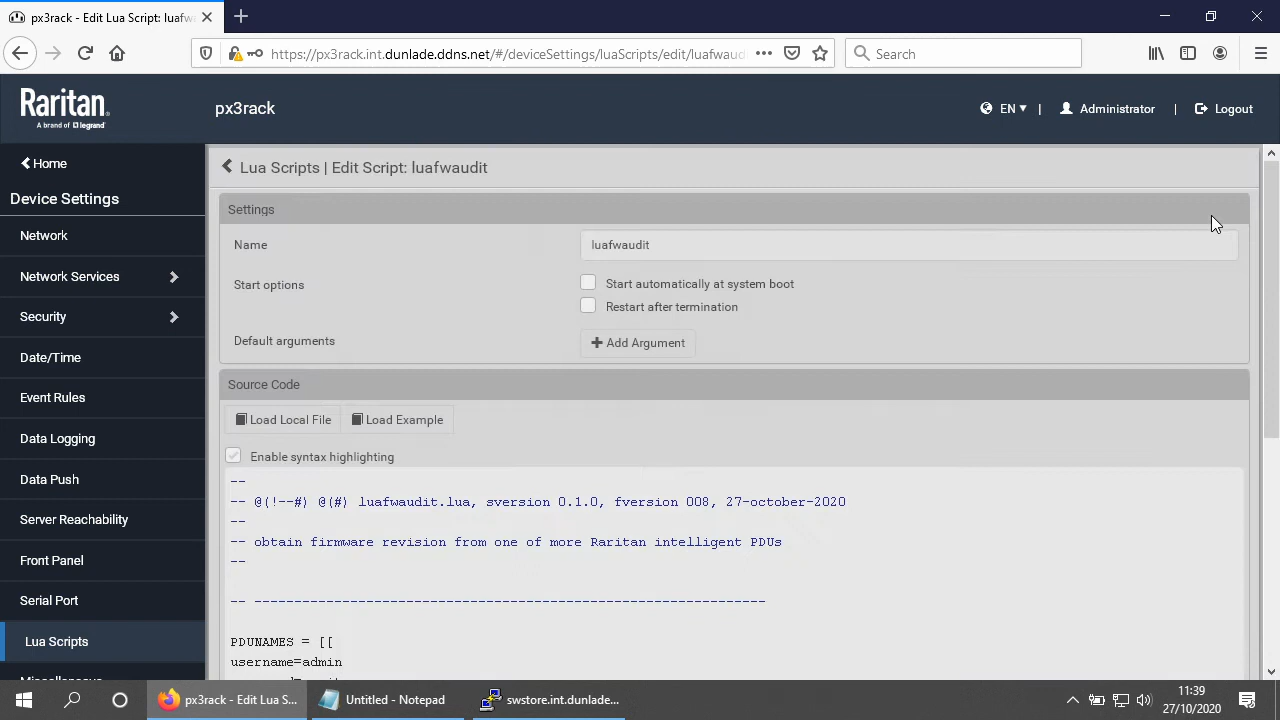 px3rack - Edit Lua Script: luafwa
https://px3rack.int.dunlade.ddns.net/#/deviceSettings/luaScripts/edit/luafwaud
Search
Raritan.
A brand of legrand
px3rack
EN
|
Administrator
|
Logout
Home
Device Settings
Network
Network Services
Security
Date/Time
Event Rules
Data Logging
Data Push
Server Reachability
Front Panel
Serial Port
Lua Scripts
Miscellaneous
Lua Scripts | Edit Script: luafwaudit
Settings
Name
luafwaudit
Start options
Start automatically at system boot
Restart after termination
Default arguments
Add Argument
Source Code
Load Local File
Load Example
Enable syntax highlighting
--
-- @(!--#) @(#) luafwaudit.lua, sversion 0.1.0, fversion 008, 27-october-2020
--
-- obtain firmware revision from one of more Raritan intelligent PDUs
--
-- ----------------------------------------------------------------
PDUNAMES = [[
username=admin
px3rack - Edit Lua S...
Untitled - Notepad
swstore.int.dunlade...
11:39
27/10/2020